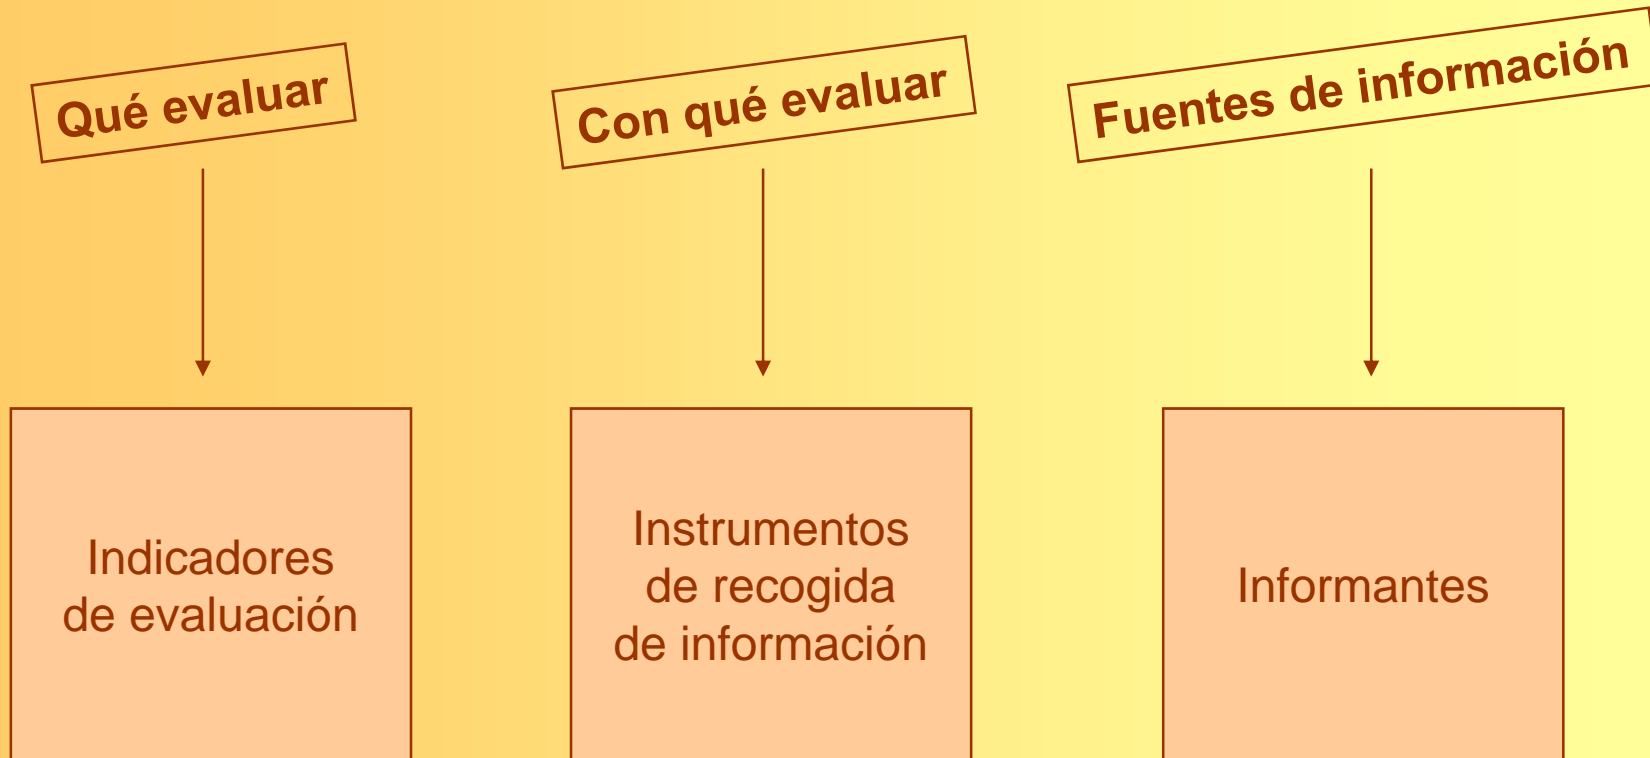 Qué evaluar
Con qué evaluar
Fuentes de información
Indicadores
de evaluación
Instrumentos
de recogida
de información
Informantes